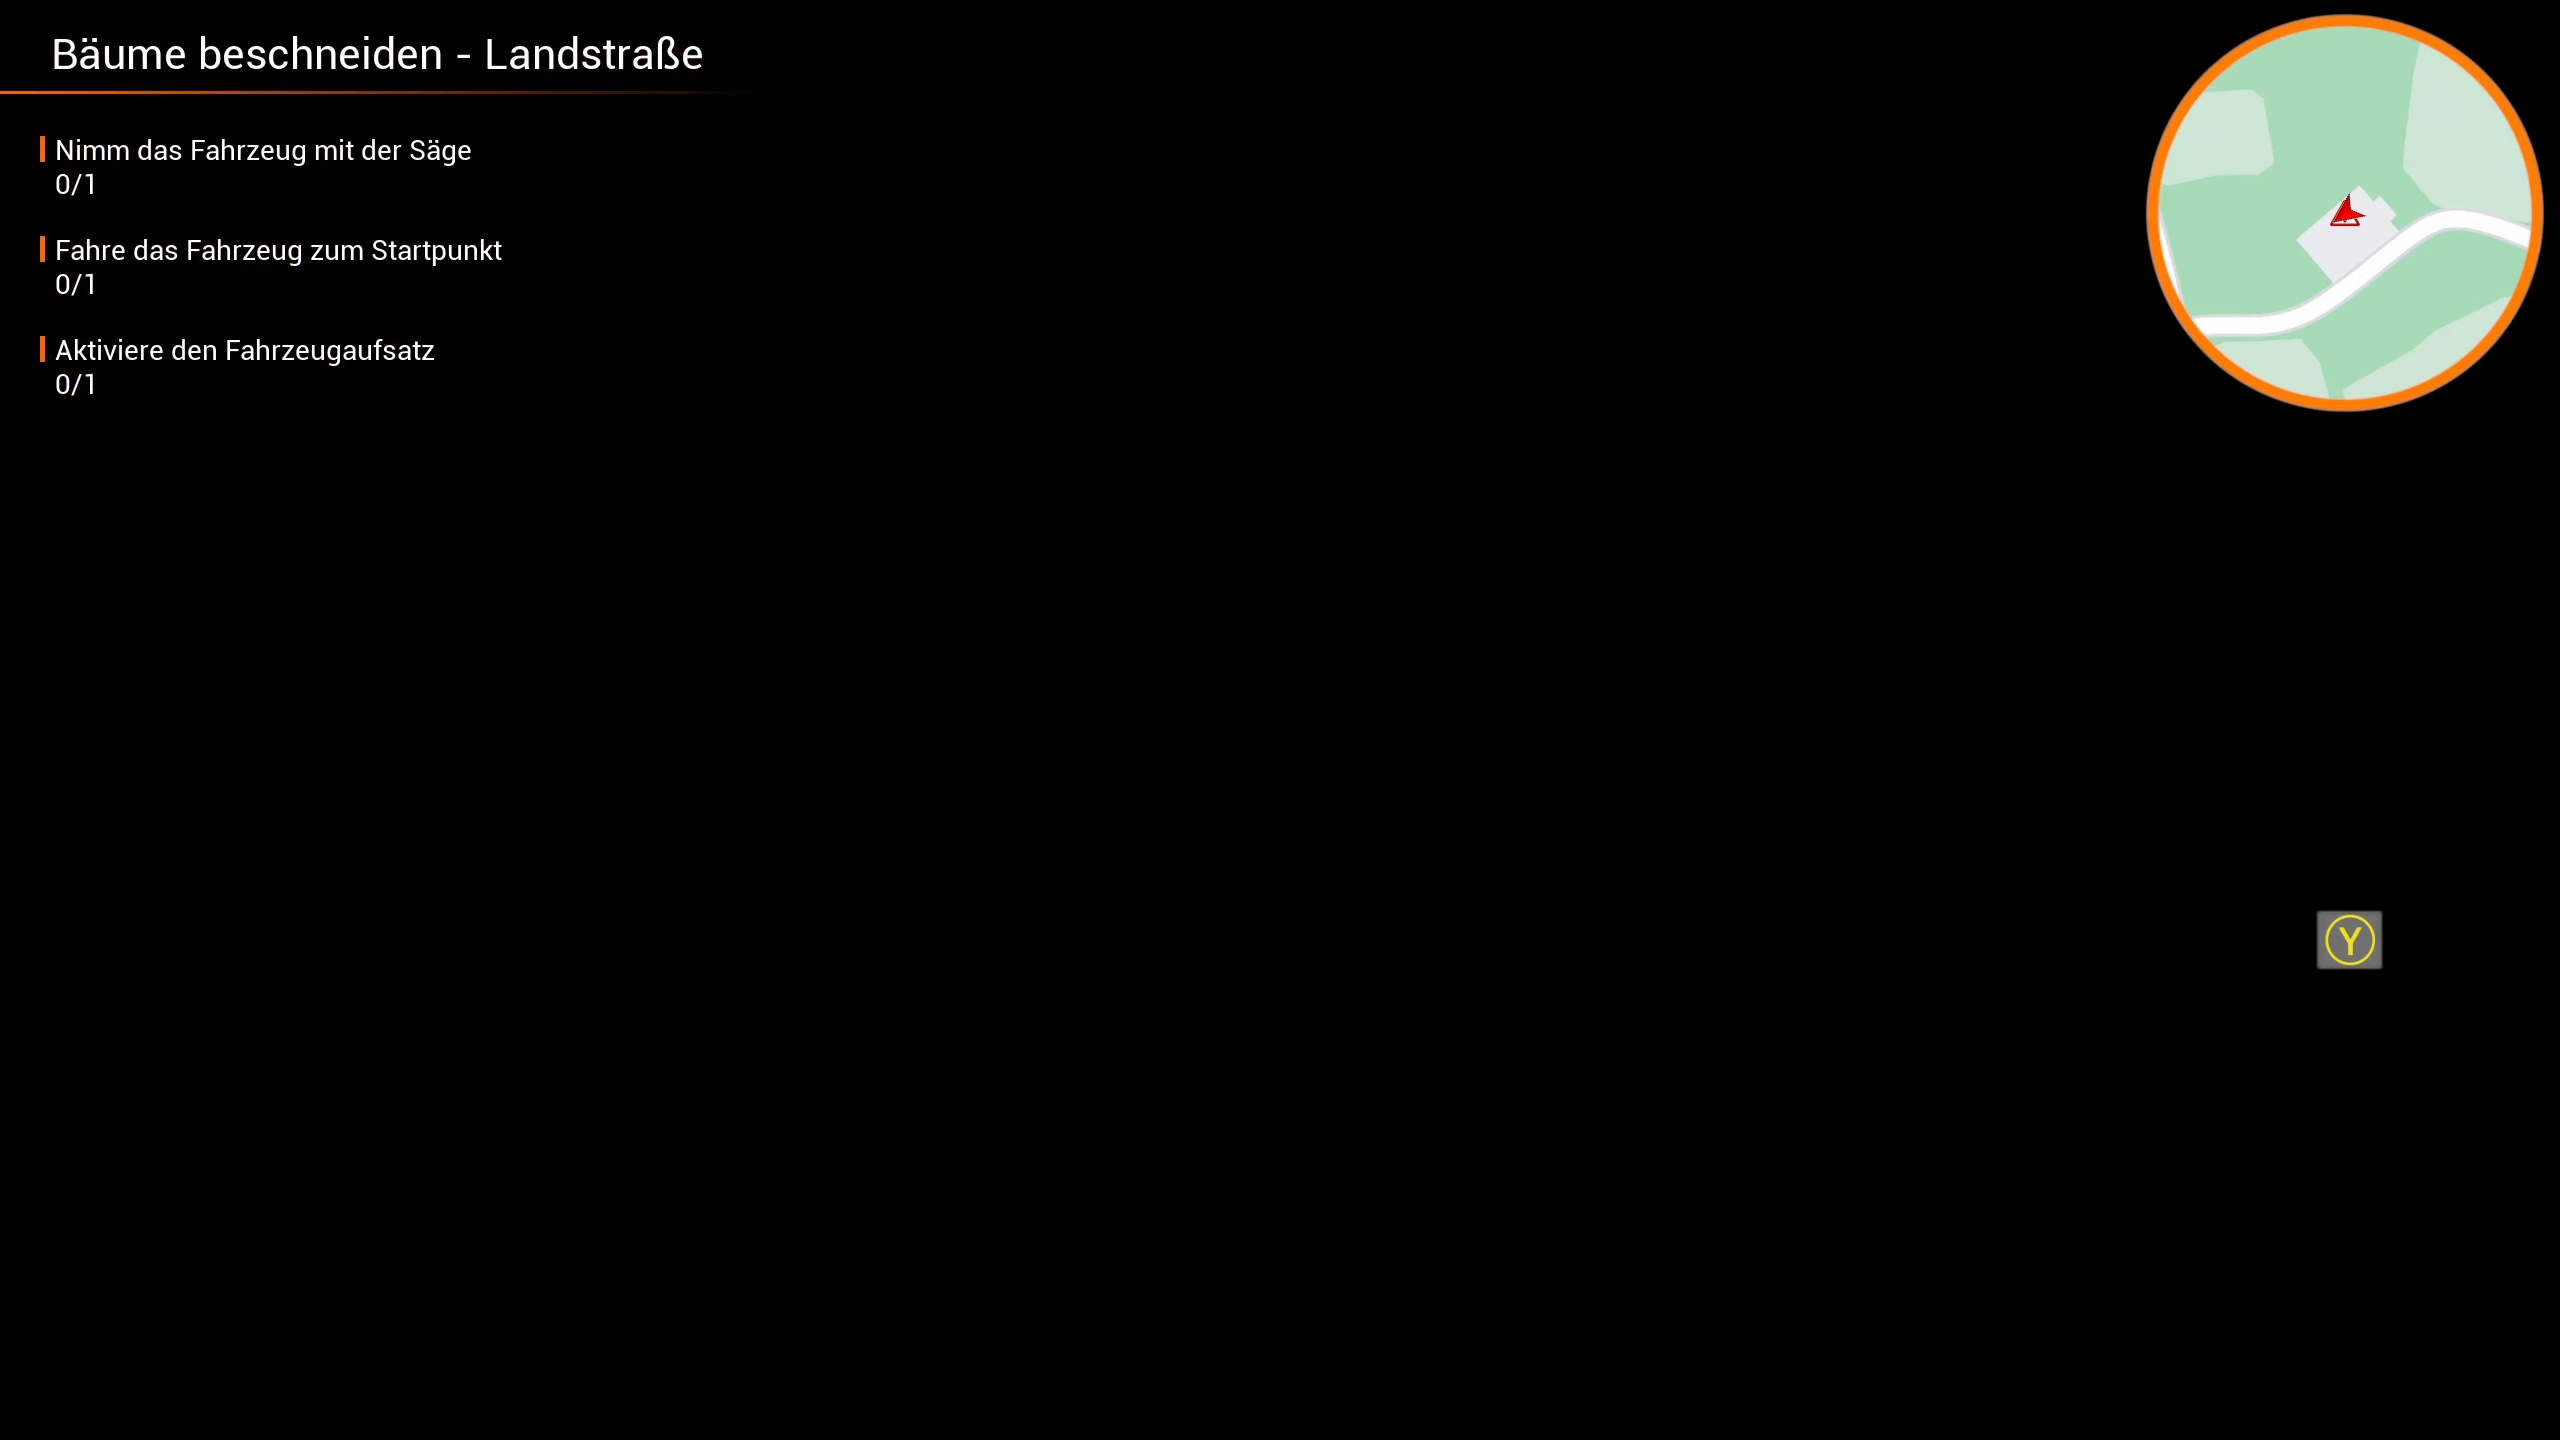 Bäume beschneiden - Landstraße
Nimm das Fahrzeug mit der Säge
0/1
Fahre das Fahrzeug zum Startpunkt
0/1
Aktiviere den Fahrzeugaufsatz
0/1
Y